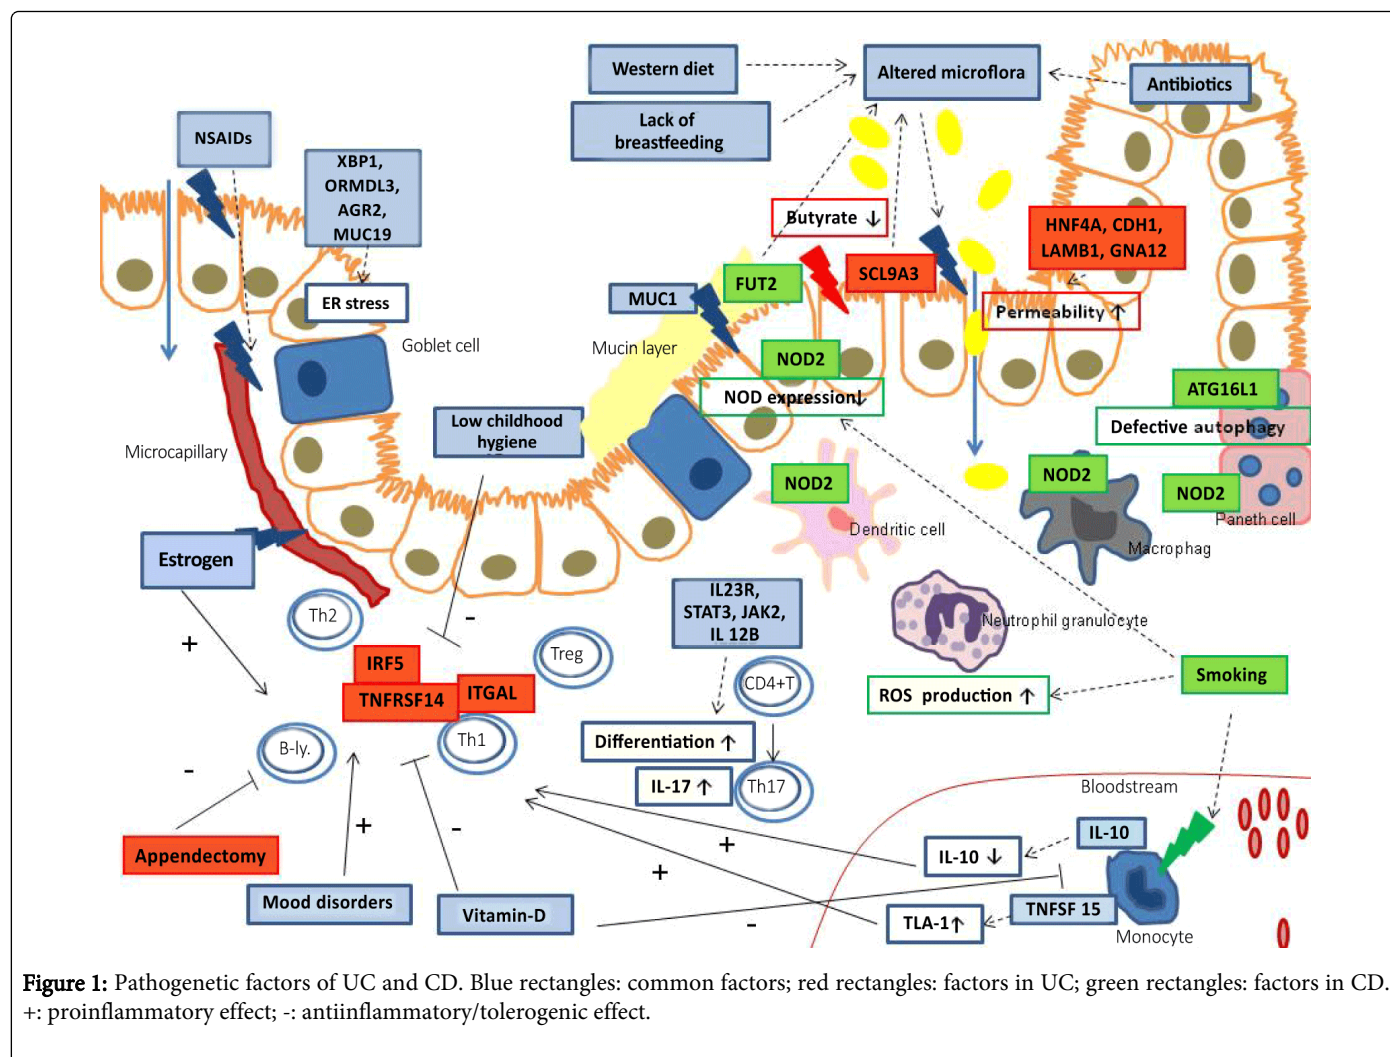 Western diet
Altered microflora
Antibiotics
Lack of
breastfeeding
NSAIDs
XBP1,
ORMDL3,
AGR2,
MUC19
Butyrate ↓
HNF4A, CDH1,
LAMB1, GNA12
SCL9A3
FUT2
MUC1
ER stress
Permeability ↑
Goblet cell
Mucin layer
NOD2
NOD expression↓
ATG16L1
Defective autophagy
Low childhood
hygiene
Microcapillary
NOD2
NOD2
NOD2
Paneth cell
Dendritic cell
Macrophag
Estrogen
IL23R,
STAT3, JAK2,
IL 12B
Th2
+
-
Neutrophil granulocyte
Treg
IRF5
CD4+T
Smoking
ITGAL
TNFRSF14
ROS production ↑
Th1
B-ly.
Differentiation ↑
-
IL-17 ↑
Th17
Bloodstream
+
-
+
IL-10
Appendectomy
IL-10 ↓
+
Mood disorders
Vitamin-D
TNFSF 15
-
TLA-1↑
Monocyte
Figure 1: Pathogenetic factors of UC and CD. Blue rectangles: common factors; red rectangles: factors in UC; green rectangles: factors in CD.
+: proinflammatory effect; -: antiinflammatory/tolerogenic effect.